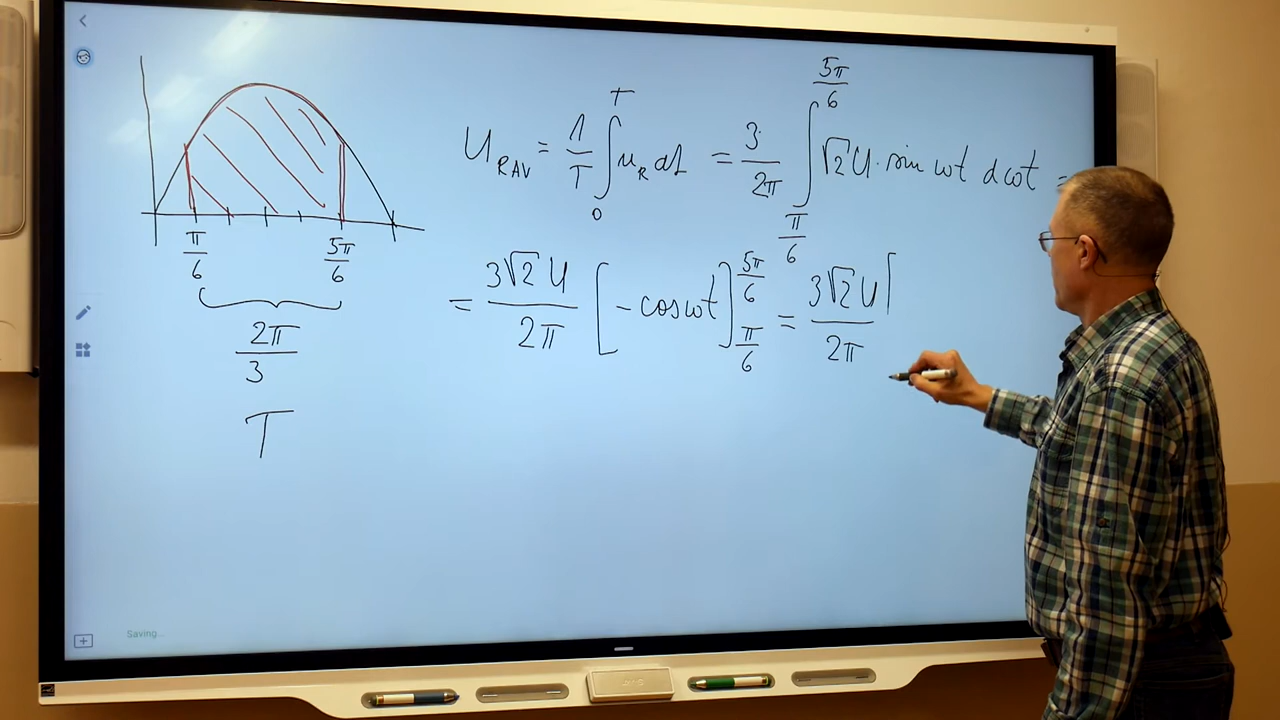 U_RAV = 1/T ∫_0^T u_R dt = 3/2π ∫_{π/6}^{5π/6} √2 U · sin ωt dωt =
= 3√2 U/2π [- cos ωt]_{π/6}^{5π/6} = 3√2 U/2π [
π/6 5π/6
2π/3
T
Saving...